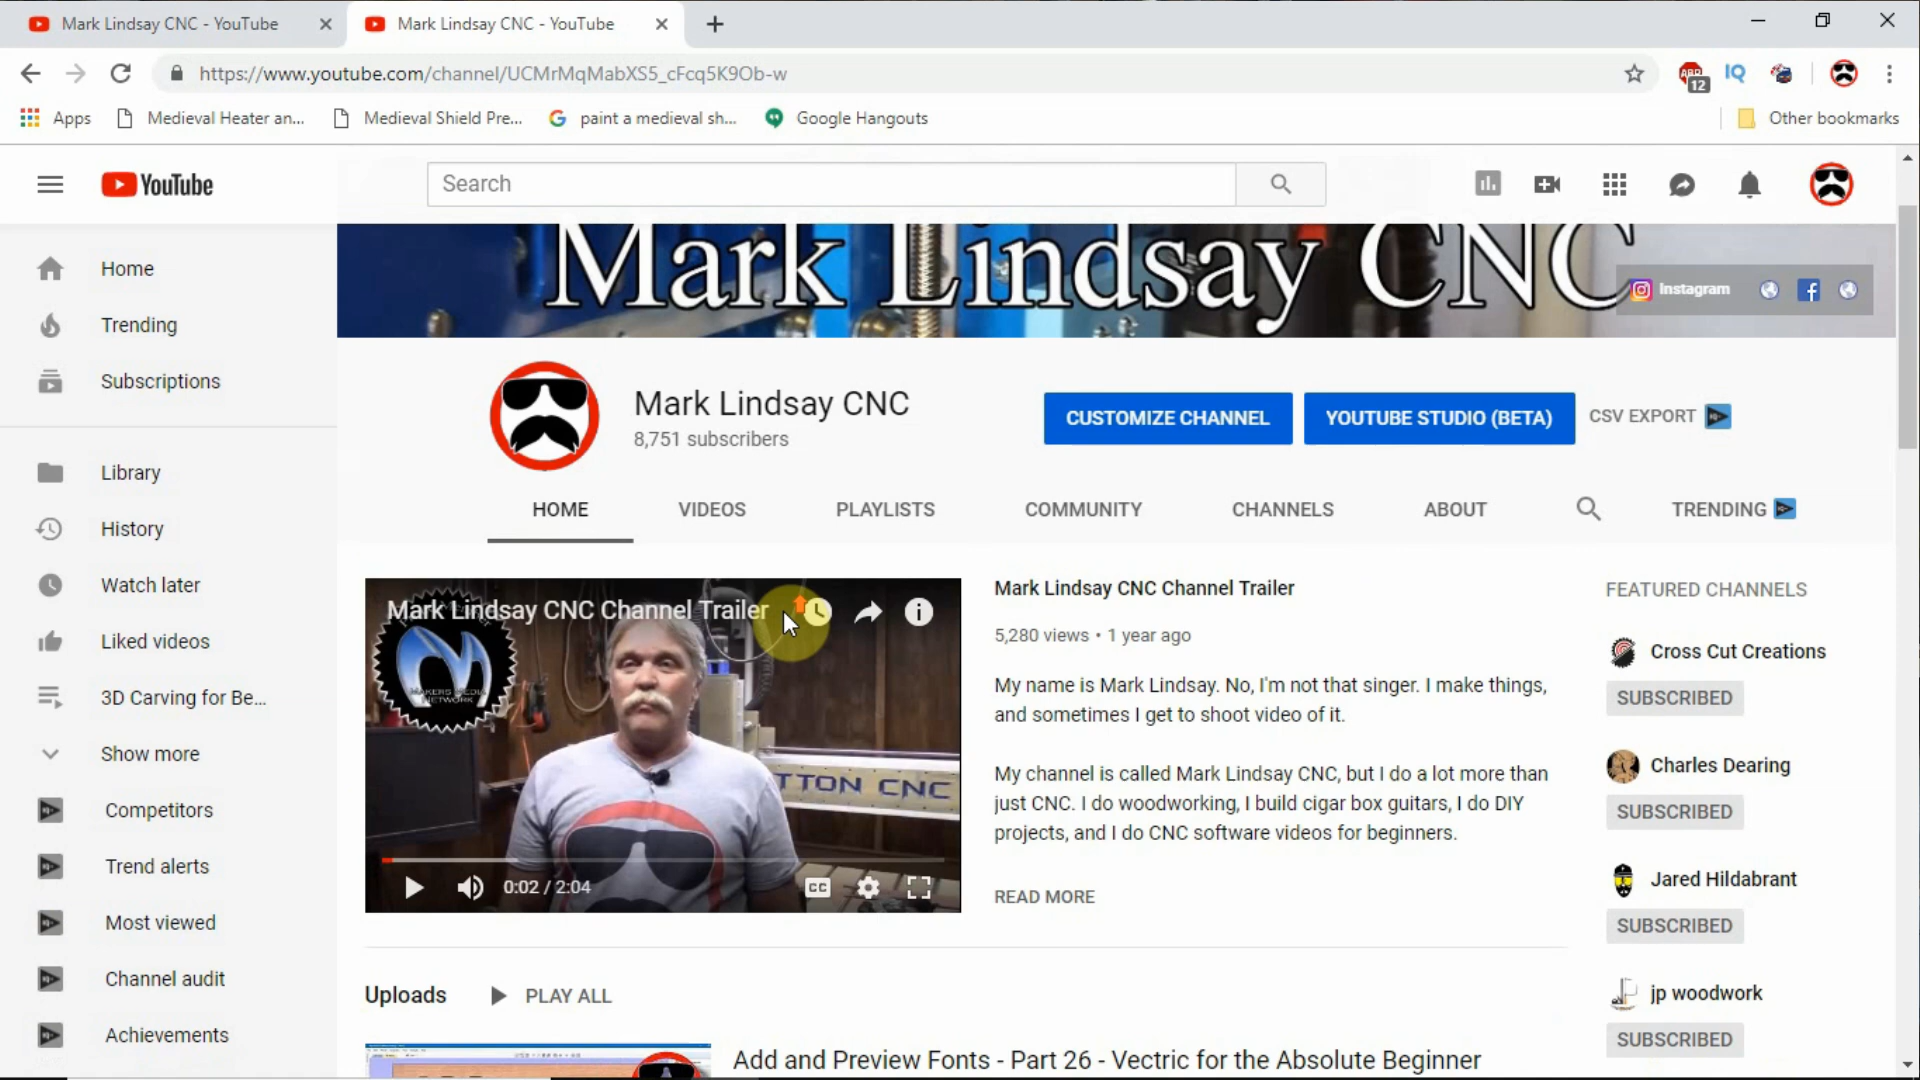 Mark Lindsay CNC - YouTube
Mark Lindsay CNC - YouTube
https://www.youtube.com/channel/UCMrMqMabXS5_cFcq5K9Ob-w
ABP
12
IQ
Apps
Medieval Heater an...
Medieval Shield Pre...
paint a medieval sh...
Google Hangouts
Other bookmarks
YouTube
Search
Mark Lindsay CNC
Instagram
Home
Trending
Subscriptions
Library
History
Watch later
Liked videos
3D Carving for Be...
Show more
Competitors
Trend alerts
Most viewed
Channel audit
Achievements
Mark Lindsay CNC
8,751 subscribers
CUSTOMIZE CHANNEL
YOUTUBE STUDIO (BETA)
CSV EXPORT
HOME
VIDEOS
PLAYLISTS
COMMUNITY
CHANNELS
ABOUT
TRENDING
Mark Lindsay CNC Channel Trailer
MAKERS MEDIA
NETWORK
TTON CNC
0:02 / 2:04
CC
Mark Lindsay CNC Channel Trailer
5,280 views • 1 year ago
My name is Mark Lindsay. No, I'm not that singer. I make things,
and sometimes I get to shoot video of it.
My channel is called Mark Lindsay CNC, but I do a lot more than
just CNC. I do woodworking, I build cigar box guitars, I do DIY
projects, and I do CNC software videos for beginners.
READ MORE
FEATURED CHANNELS
Cross Cut Creations
SUBSCRIBED
Charles Dearing
SUBSCRIBED
Jared Hildabrant
SUBSCRIBED
jp woodwork
SUBSCRIBED
Uploads
PLAY ALL
Add and Preview Fonts - Part 26 - Vectric for the Absolute Beginner